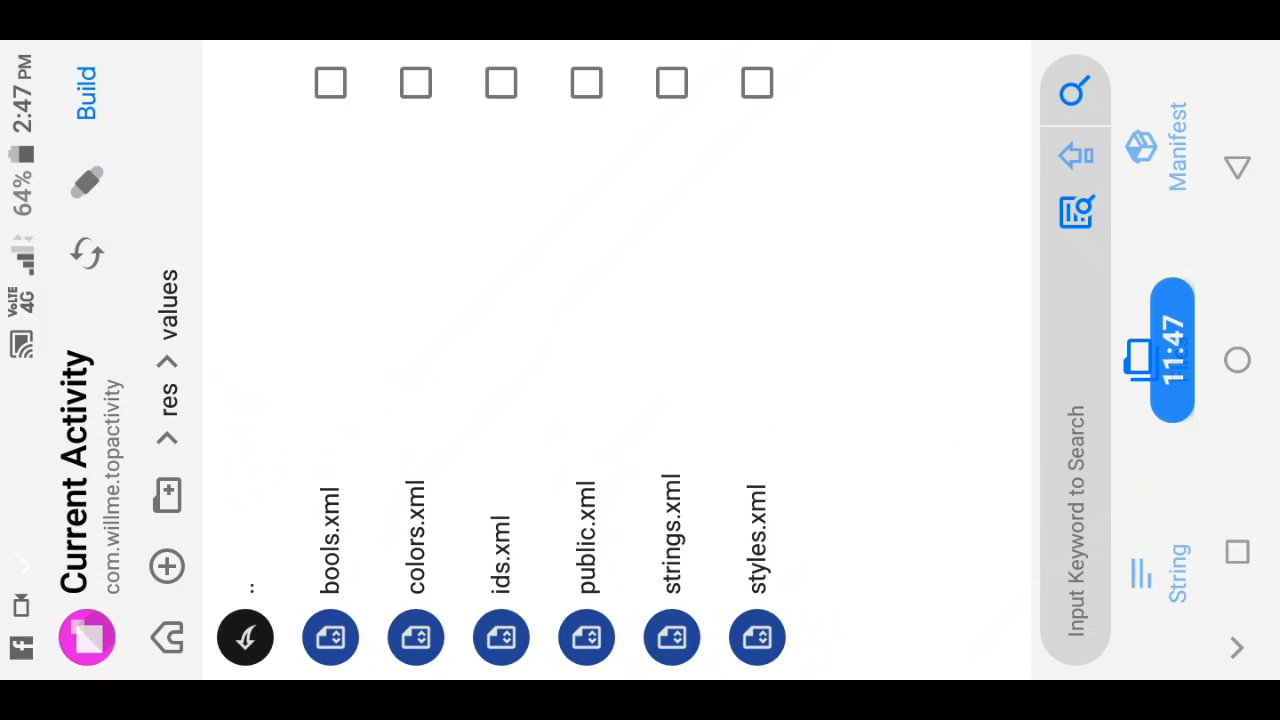 VoLTE 4G 64% 2:47 PM
Current Activity
com.willme.topactivity
Build
> res > values
..
bools.xml
colors.xml
ids.xml
public.xml
strings.xml
styles.xml
Input Keyword to Search
String
11:47
Manifest